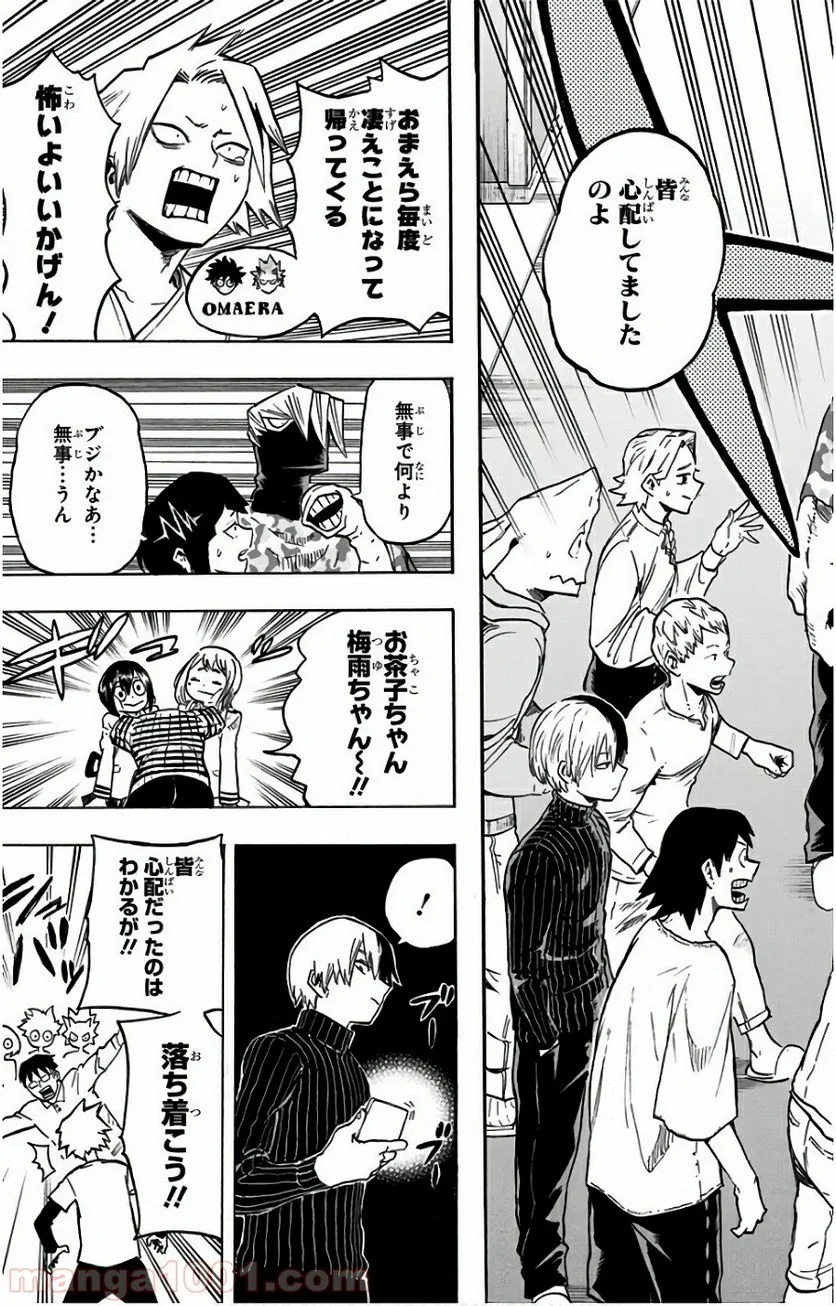 皆
心配してました
のよ
おまえら毎度
凄えことになって
帰ってくる
怖いよいいかげん！
OMAERA
無事で何より
ブジかなあ…
無事…うん
お茶子ちゃん
梅雨ちゃん〜!!
！
ブブ
皆
心配だったのは
わかるが!!
落ち着こう!!
manga1001.com